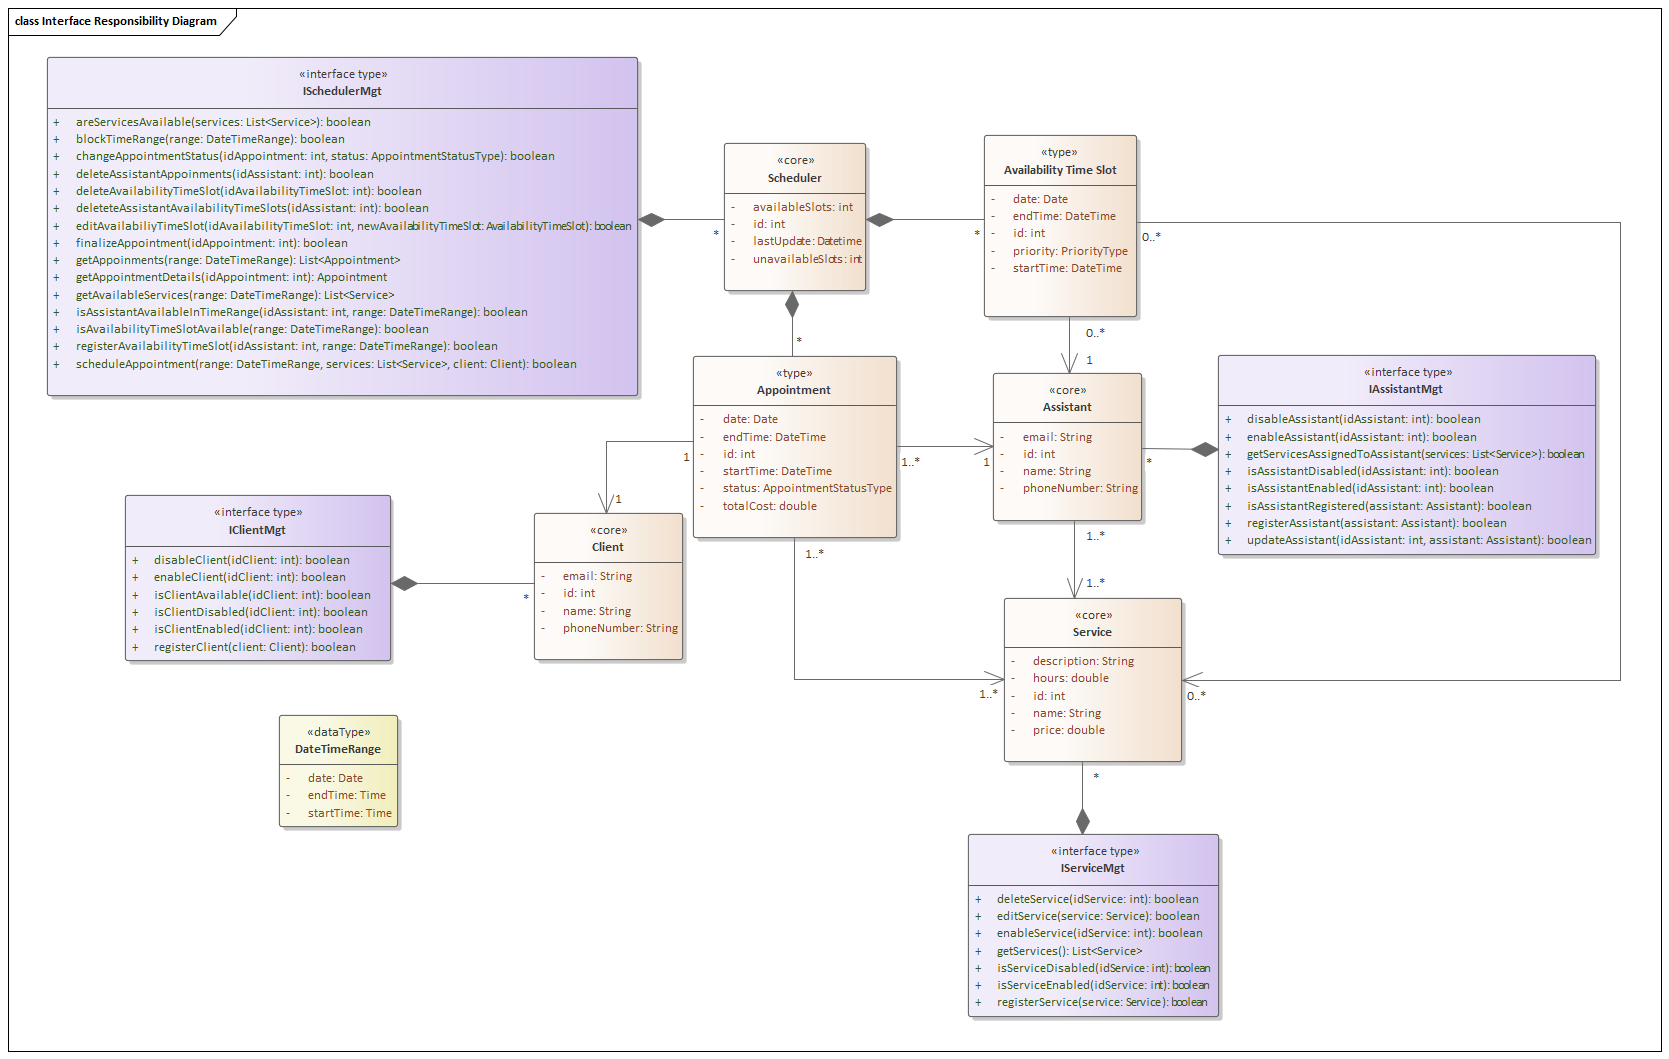 class Interface Responsibility Diagram
«interface type»
ISchedulerMgt
+ areServicesAvailable(services: List<Service>): boolean
+ blockTimeRange(range: DateTimeRange): boolean
+ changeAppointmentStatus(idAppointment: int, status: AppointmentStatusType): boolean
+ deleteAssistantAppoinments(idAssistant: int): boolean
+ deleteAvailabilityTimeSlot(idAvailabilityTimeSlot: int): boolean
+ deleteteAssistantAvailabilityTimeSlots(idAssistant: int): boolean
+ editAvailabiliyTimeSlot(idAvailabilityTimeSlot: int, newAvailabilityTimeSlot: AvailabilityTimeSlot): boolean
+ finalizeAppointment(idAppointment: int): boolean
+ getAppoinments(range: DateTimeRange): List<Appointment>
+ getAppointmentDetails(idAppointment: int): Appointment
+ getAvailableServices(range: DateTimeRange): List<Service>
+ isAssistantAvailableInTimeRange(idAssistant: int, range: DateTimeRange): boolean
+ isAvailabilityTimeSlotAvailable(range: DateTimeRange): boolean
+ registerAvailabilityTimeSlot(idAssistant: int, range: DateTimeRange): boolean
+ scheduleAppointment(range: DateTimeRange, services: List<Service>, client: Client): boolean
*
«core»
Scheduler
- availableSlots: int
- id: int
- lastUpdate: Datetime
- unavailableSlots: int
*
*
«type»
Availability Time Slot
- date: Date
- endTime: DateTime
- id: int
- priority: PriorityType
- startTime: DateTime
0..*
0..*
1
«type»
Appointment
- date: Date
- endTime: DateTime
- id: int
- startTime: DateTime
- status: AppointmentStatusType
- totalCost: double
1
1
1..*
1
1..*
1..*
«core»
Assistant
- email: String
- id: int
- name: String
- phoneNumber: String
*
1..*
1..*
«interface type»
IAssistantMgt
+ disableAssistant(idAssistant: int): boolean
+ enableAssistant(idAssistant: int): boolean
+ getServicesAssignedToAssistant(services: List<Service>): boolean
+ isAssistantDisabled(idAssistant: int): boolean
+ isAssistantEnabled(idAssistant: int): boolean
+ isAssistantRegistered(assistant: Assistant): boolean
+ registerAssistant(assistant: Assistant): boolean
+ updateAssistant(idAssistant: int, assistant: Assistant): boolean
«interface type»
IClientMgt
+ disableClient(idClient: int): boolean
+ enableClient(idClient: int): boolean
+ isClientAvailable(idClient: int): boolean
+ isClientDisabled(idClient: int): boolean
+ isClientEnabled(idClient: int): boolean
+ registerClient(client: Client): boolean
*
«core»
Client
- email: String
- id: int
- name: String
- phoneNumber: String
«core»
Service
- description: String
- hours: double
- id: int
- name: String
- price: double
0..*
*
«dataType»
DateTimeRange
- date: Date
- endTime: Time
- startTime: Time
«interface type»
IServiceMgt
+ deleteService(idService: int): boolean
+ editService(service: Service): boolean
+ enableService(idService: int): boolean
+ getServices(): List<Service>
+ isServiceDisabled(idService: int): boolean
+ isServiceEnabled(idService: int): boolean
+ registerService(service: Service): boolean